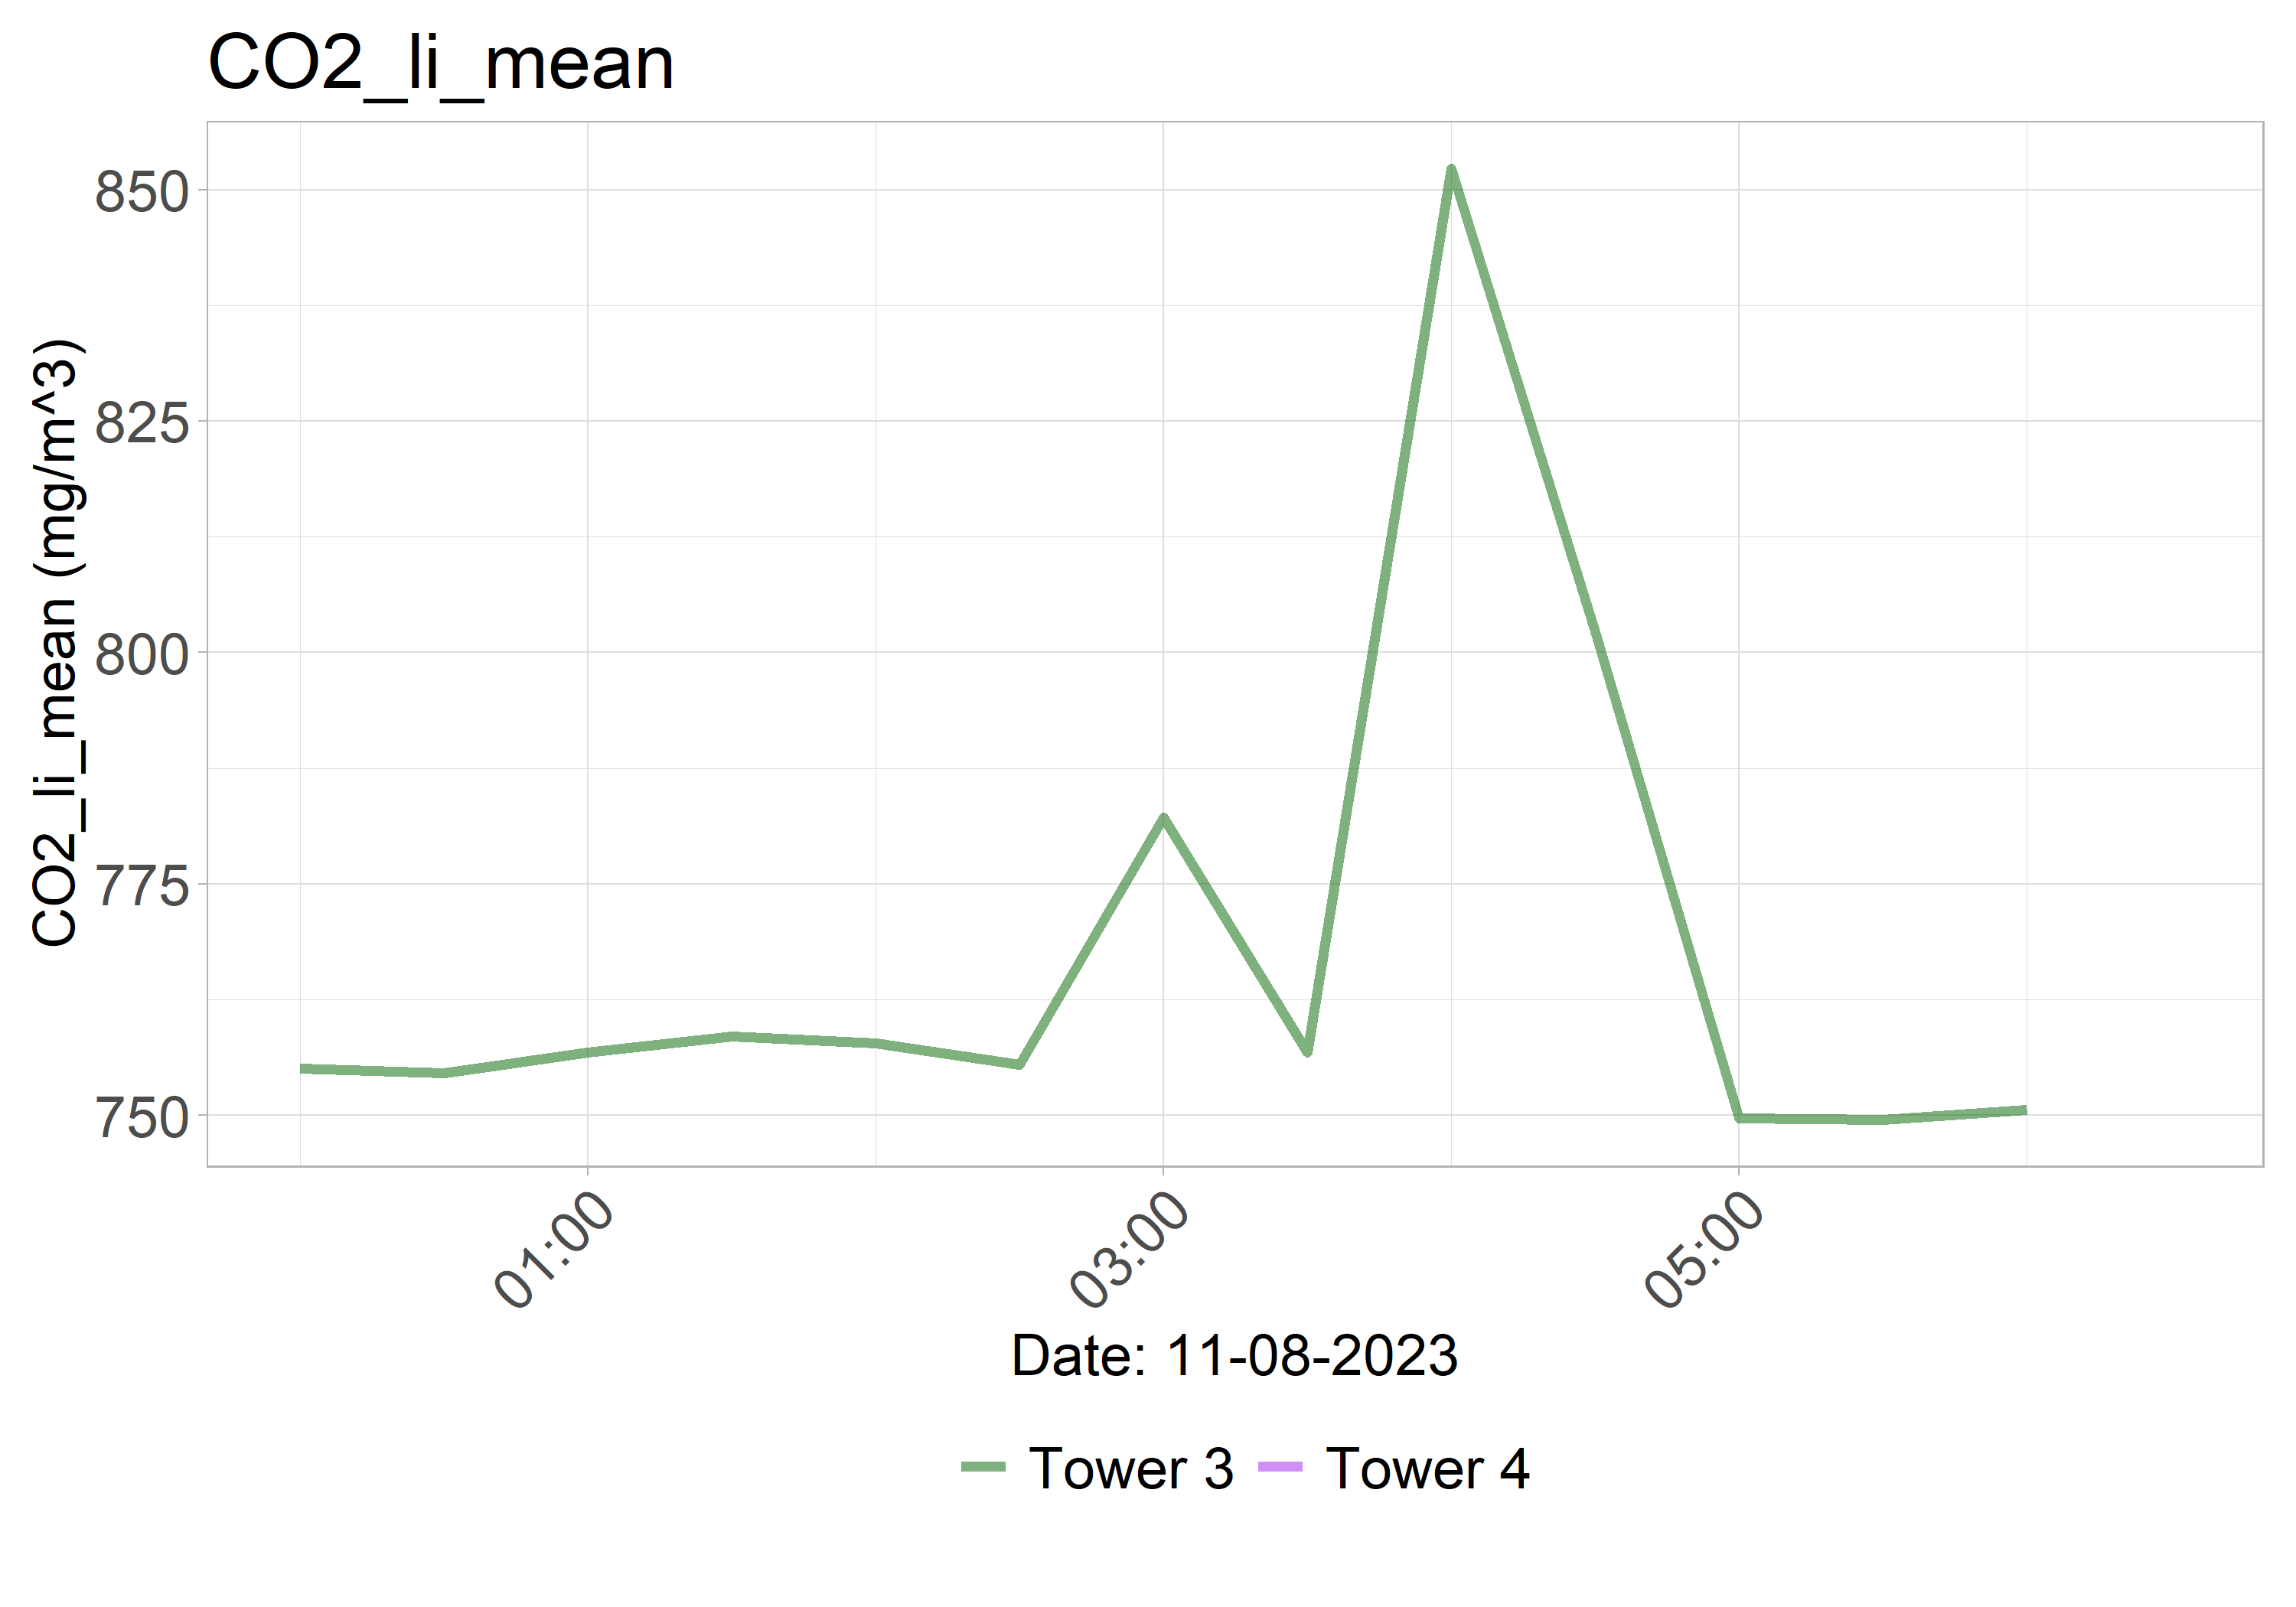 CO2_li_mean
CO2_li_mean (mg/m^3)
850
825
800
775
750
01:00
03:00
05:00
Date: 11-08-2023
Tower 3
Tower 4